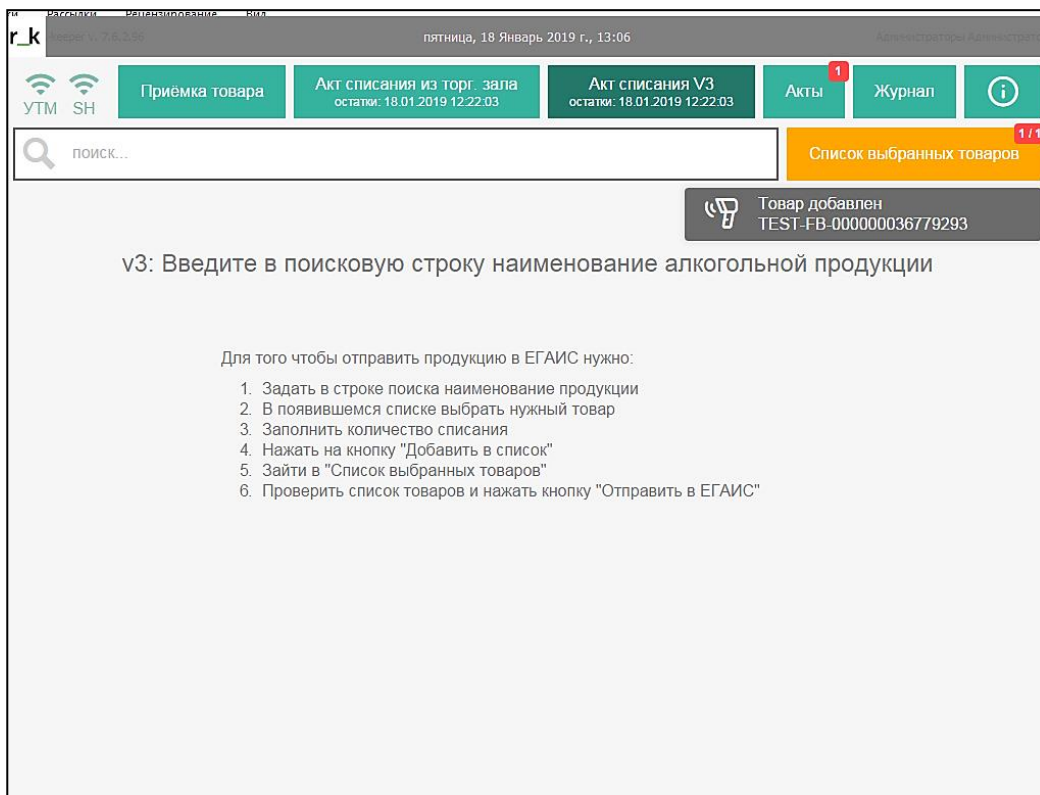 Рассылки Рецензирование Вид
r_k
пятница, 18 Январь 2019 г., 13:06
УТМ SH
Приёмка товара
Акт списания из торг. зала
остатки: 18.01.2019 12:22:03
Акт списания V3
остатки: 18.01.2019 12:22:03
Акты
1
Журнал
поиск...
Список выбранных товаров
Товар добавлен
TEST-FB-000000036779293
v3: Введите в поисковую строку наименование алкогольной продукции
Для того чтобы отправить продукцию в ЕГАИС нужно:
1. Задать в строке поиска наименование продукции
2. В появившемся списке выбрать нужный товар
3. Заполнить количество списания
4. Нажать на кнопку "Добавить в список"
5. Зайти в "Список выбранных товаров"
6. Проверить список товаров и нажать кнопку "Отправить в ЕГАИС"